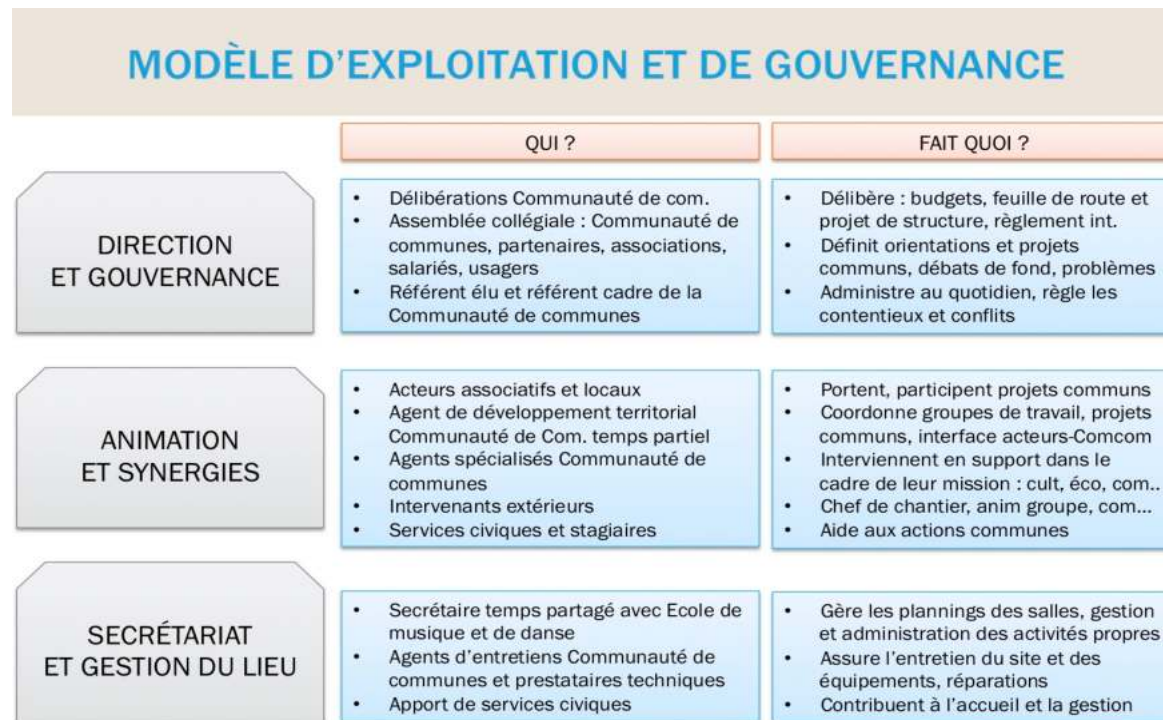 MODÈLE D'EXPLOITATION ET DE GOUVERNANCE
QUI ?
FAIT QUOI ?
DIRECTION
ET GOUVERNANCE
• Délibérations Communauté de com.
• Assemblée collégiale : Communauté de
communes, partenaires, associations,
salariés, usagers
• Référent élu et référent cadre de la
Communauté de communes
• Délibère : budgets, feuille de route et
projet de structure, règlement int.
• Définit orientations et projets
communs, débats de fond, problèmes
• Administre au quotidien, règle les
contentieux et conflits
ANIMATION
ET SYNERGIES
• Acteurs associatifs et locaux
• Agent de développement territorial
Communauté de Com. temps partiel
• Agents spécialisés Communauté de
communes
• Intervenants extérieurs
• Services civiques et stagiaires
• Portent, participent projets communs
• Coordonne groupes de travail, projets
communs, interface acteurs-Comcom
• Interviennent en support dans le
cadre de leur mission : cult, éco, com..
• Chef de chantier, anim groupe, com...
• Aide aux actions communes
SECRÉTARIAT
ET GESTION DU LIEU
• Secrétaire temps partagé avec Ecole de
musique et de danse
• Agents d'entretiens Communauté de
communes et prestataires techniques
• Apport de services civiques
• Gère les plannings des salles, gestion
et administration des activités propres
• Assure l'entretien du site et des
équipements, réparations
• Contribuent à l'accueil et la gestion